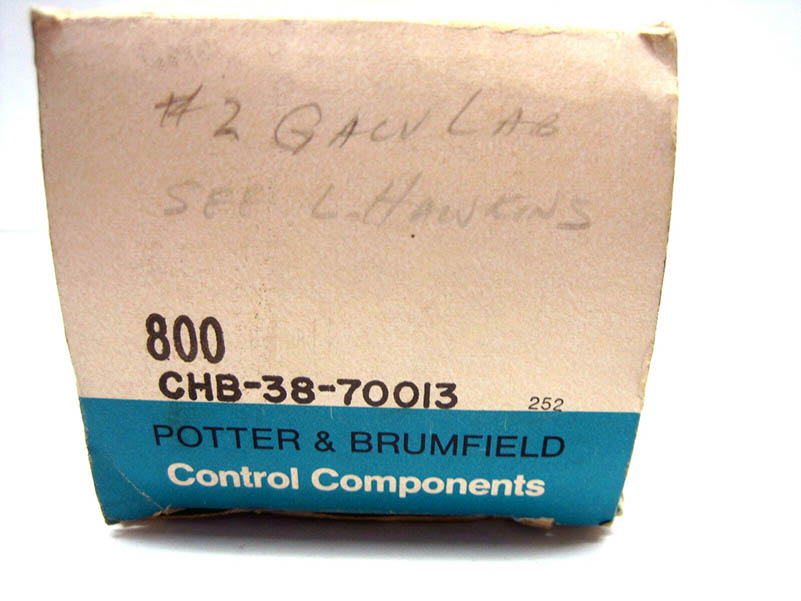 #2 GALV LAB
SEE L. HAWKINS
800
CHB-38-70013 252
POTTER & BRUMFIELD
Control Components